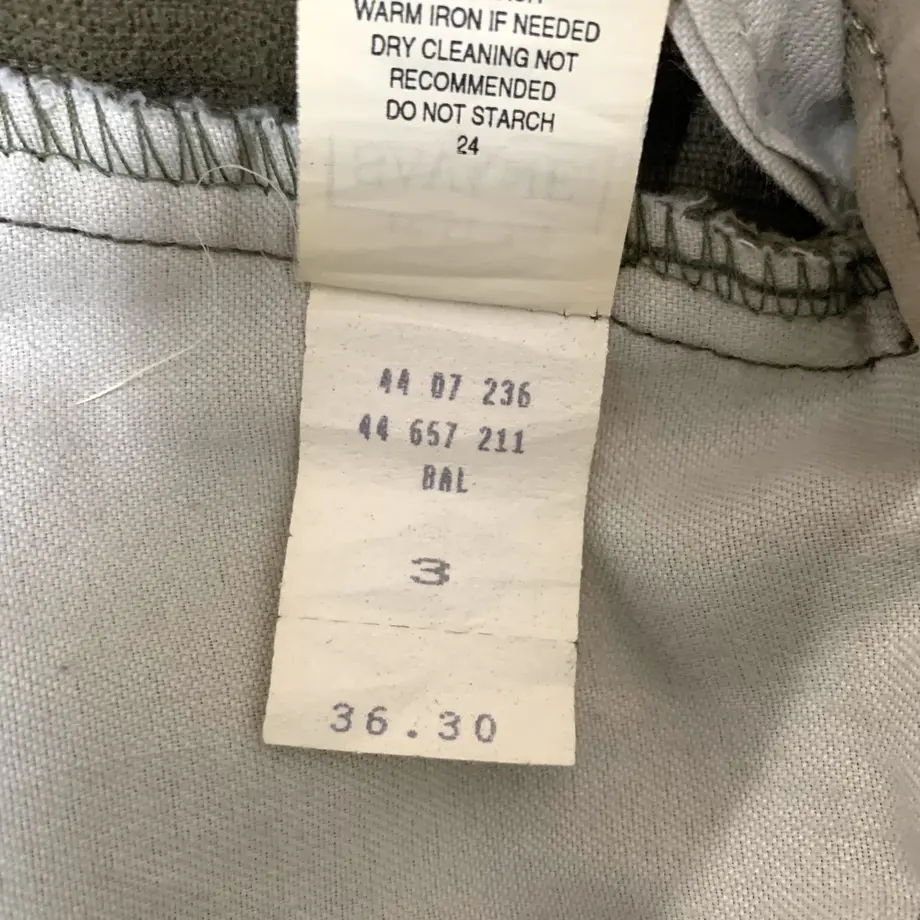 WARM IRON IF NEEDED
DRY CLEANING NOT
RECOMMENDED
DO NOT STARCH
24
44 07 236
44 657 211
BAL
3
36.30